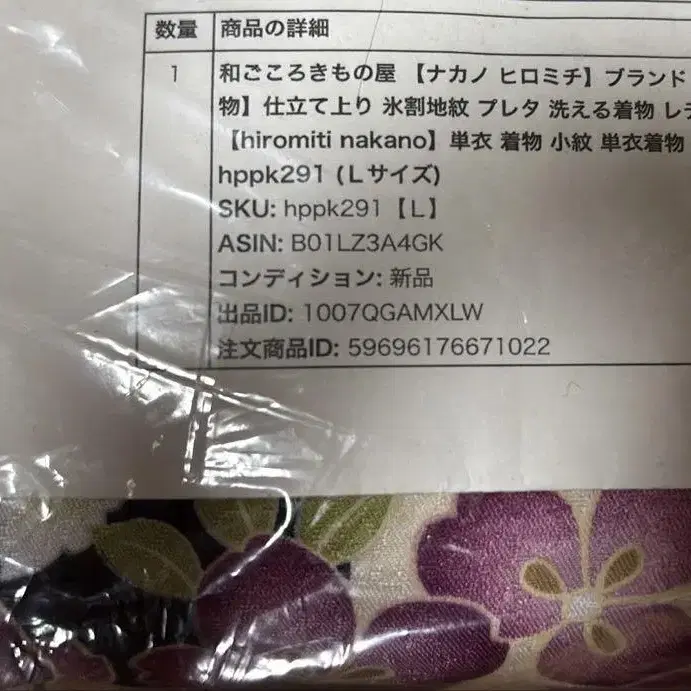 数量 商品の詳細
1 和ごころきもの屋 【ナカノ ヒロミチ】ブランド
物】仕立て上り 氷割地紋 プレタ 洗える着物 レデ
【hiromiti nakano】単衣 着物 小紋 単衣着物
hppk291 (Lサイズ)
SKU: hppk291【L】
ASIN: B01LZ3A4GK
コンディション: 新品
出品ID: 1007QGAMXLW
注文商品ID: 59696176671022